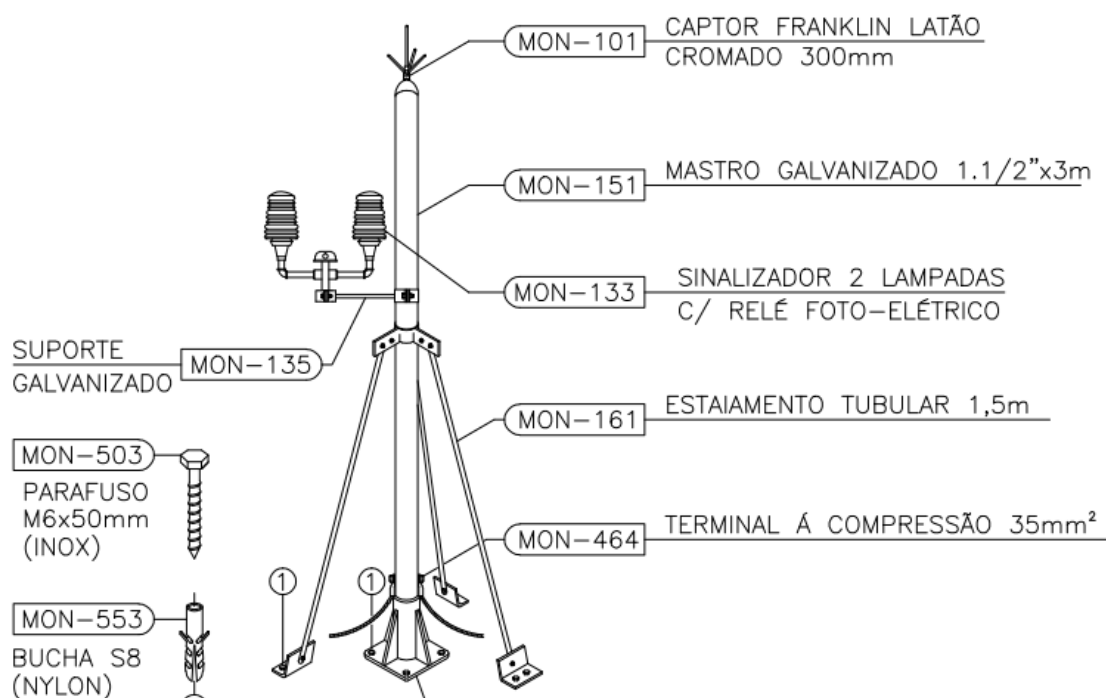 MON-101
CAPTOR FRANKLIN LATÃO
CROMADO 300mm
MON-151
MASTRO GALVANIZADO 1.1/2"x3m
MON-133
SINALIZADOR 2 LAMPADAS
C/ RELÉ FOTO-ELÉTRICO
SUPORTE
GALVANIZADO
MON-135
MON-161
ESTAIAMENTO TUBULAR 1,5m
MON-503
PARAFUSO
M6x50mm
(INOX)
MON-464
TERMINAL Á COMPRESSÃO 35mm²
1
1
MON-553
BUCHA S8
(NYLON)